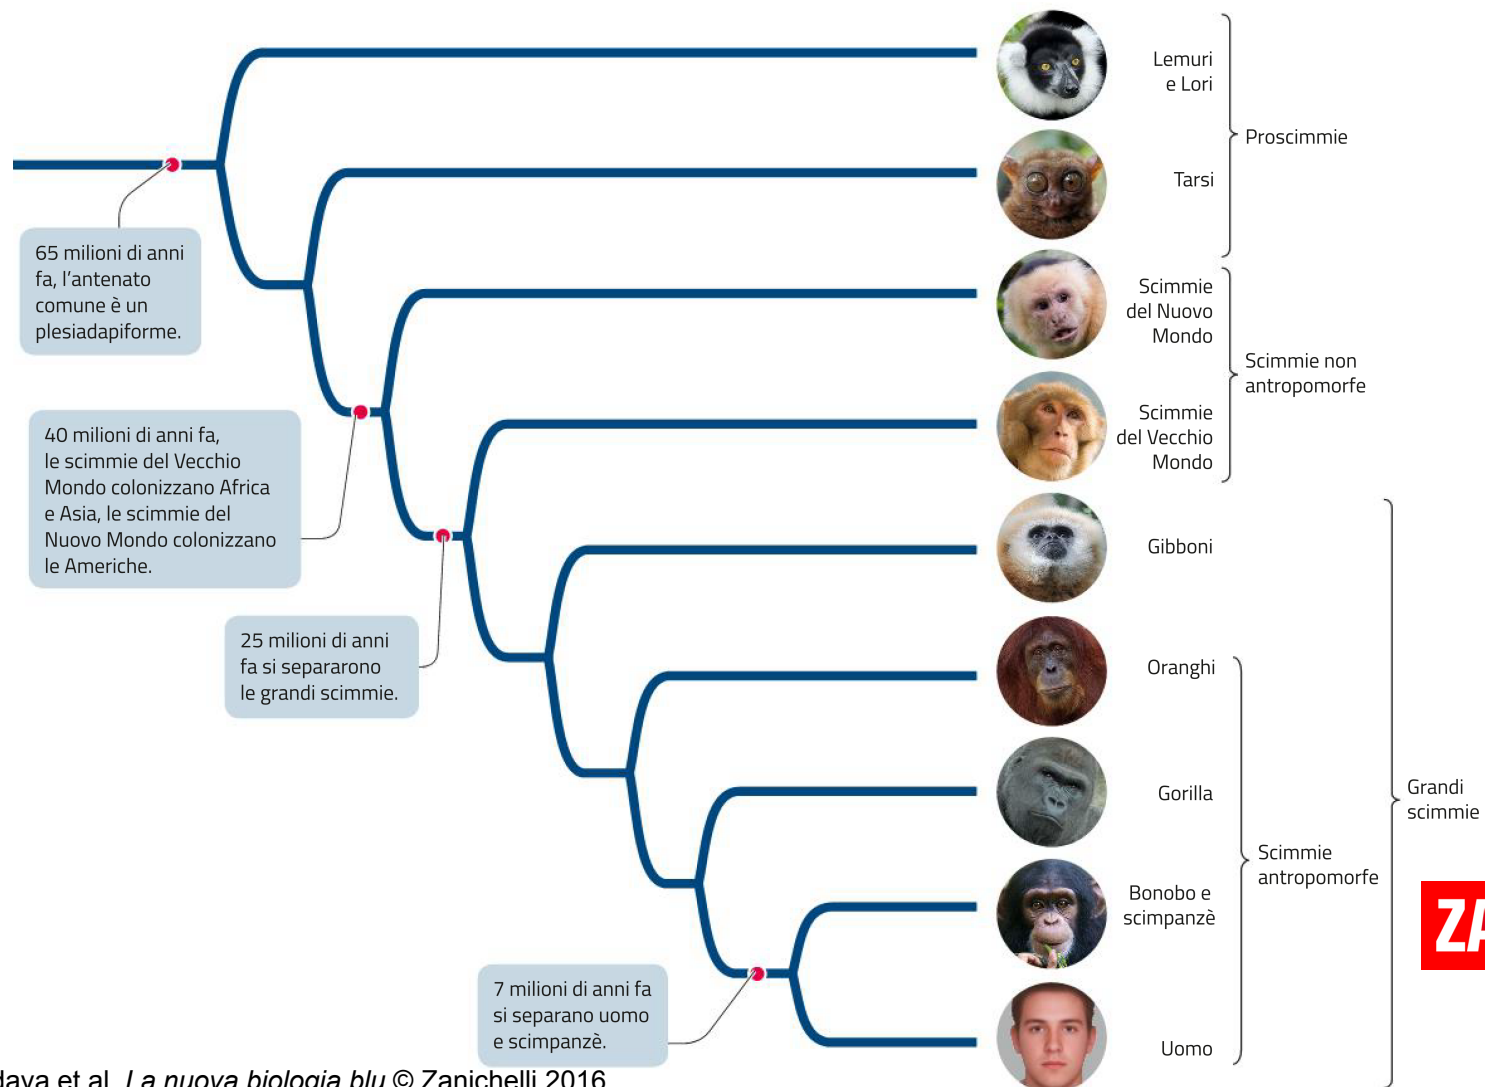 Lemuri
e Lori
Proscimmie
Tarsi
65 milioni di anni
fa, l'antenato
comune è un
plesiadapiforme.
Scimmie
del Nuovo
Mondo
Scimmie non
antropomorfe
Scimmie
del Vecchio
Mondo
40 milioni di anni fa,
le scimmie del Vecchio
Mondo colonizzano Africa
e Asia, le scimmie del
Nuovo Mondo colonizzano
le Americhe.
Gibboni
25 milioni di anni
fa si separarono
le grandi scimmie.
Oranghi
Gorilla
Grandi
scimmie
Scimmie
antropomorfe
Bonobo e
scimpanzè
7 milioni di anni fa
si separano uomo
e scimpanzè.
Uomo
et al. La nuova biologia blu © Zanichelli 2016